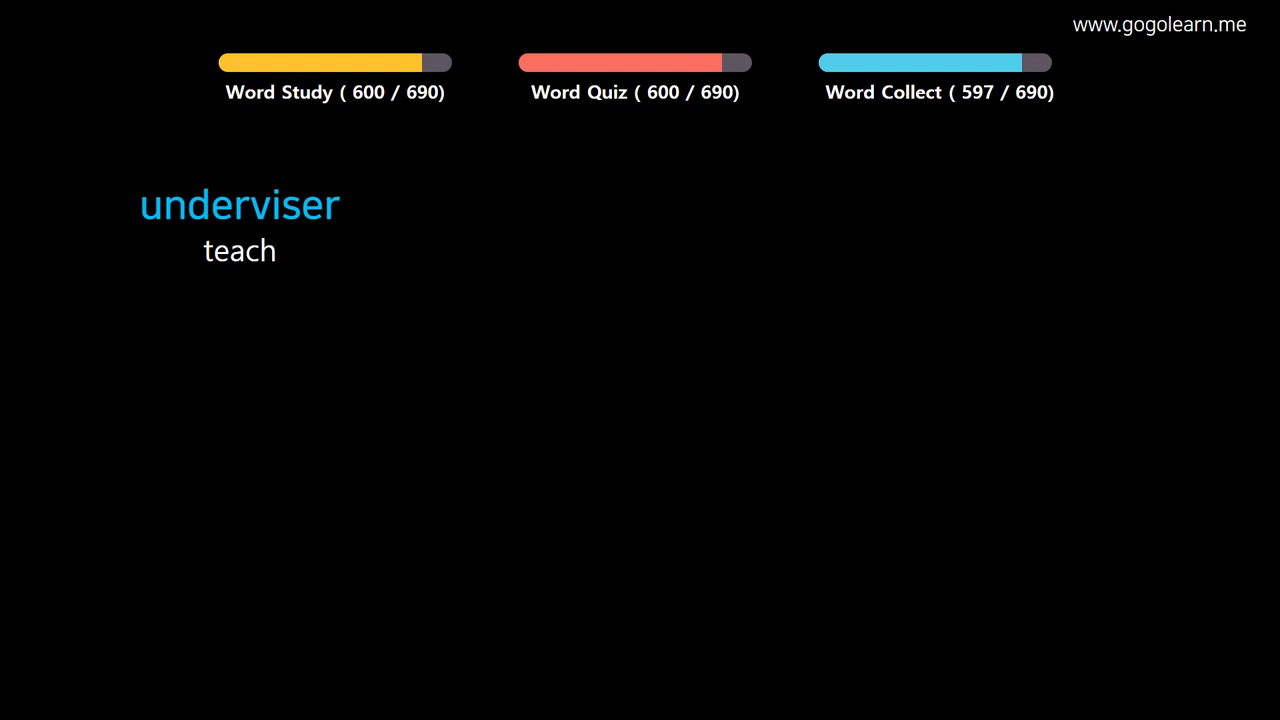 www.gogolearn.me
Word Study ( 600 / 690)
Word Quiz ( 600 / 690)
Word Collect ( 597 / 690)
underviser
teach